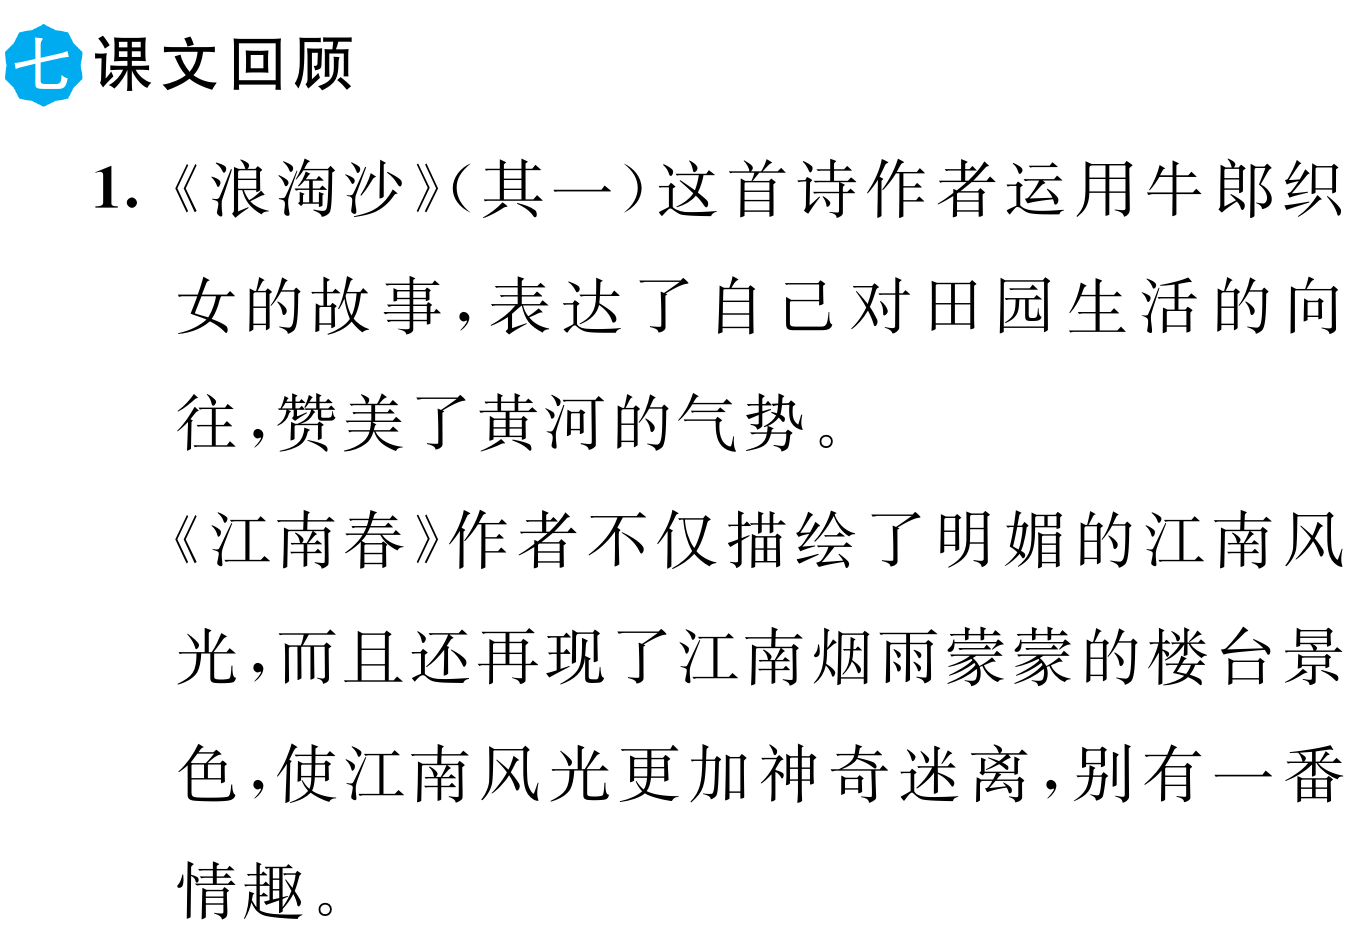 七 课文回顾
1.《浪淘沙》(其一)这首诗作者运用牛郎织
女的故事,表达了自己对田园生活的向
往,赞美了黄河的气势。
《江南春》作者不仅描绘了明媚的江南风
光,而且还再现了江南烟雨蒙蒙的楼台景
色,使江南风光更加神奇迷离,别有一番
情趣。